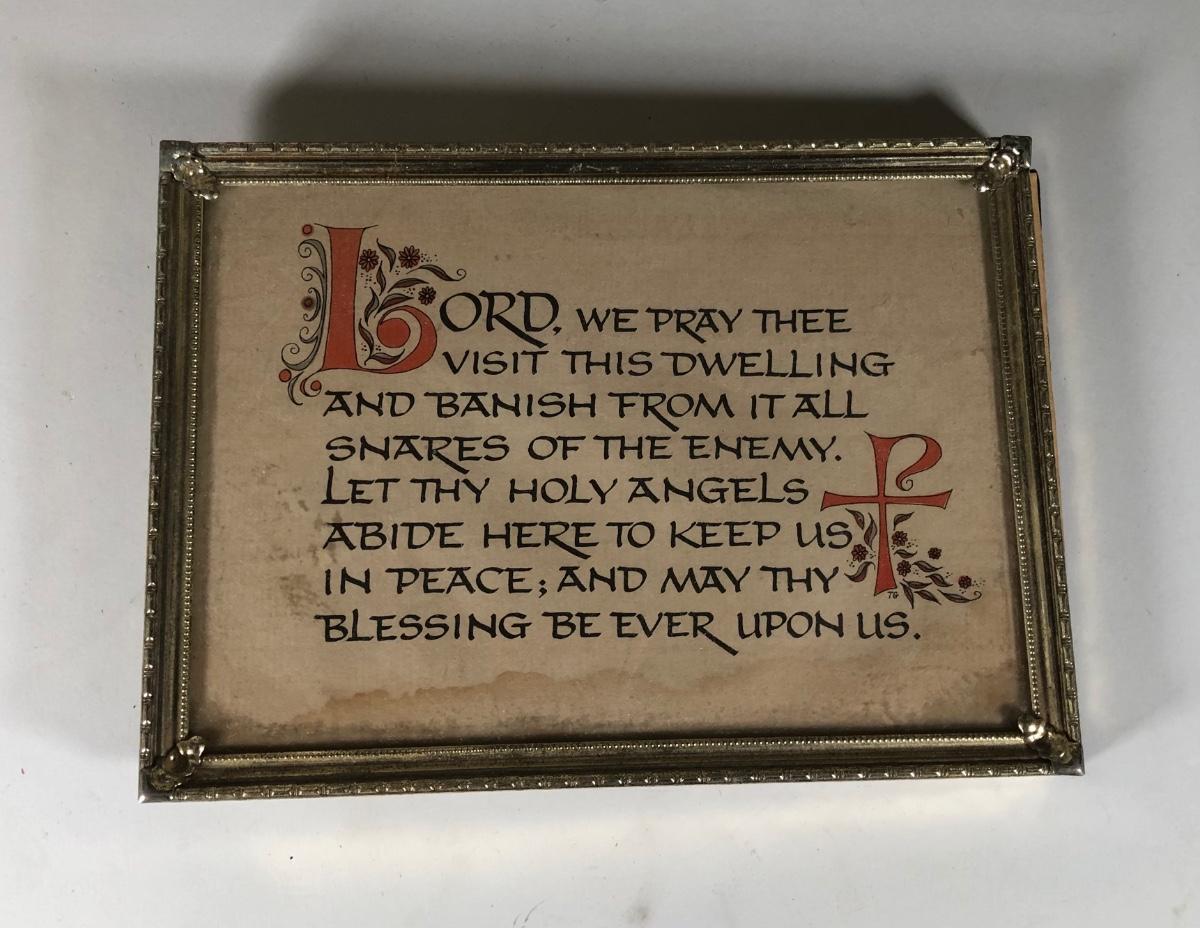 LORD, WE PRAY THEE
VISIT THIS DWELLING
AND BANISH FROM IT ALL
SNARES OF THE ENEMY.
LET THY HOLY ANGELS
ABIDE HERE TO KEEP US
IN PEACE; AND MAY THY
BLESSING BE EVER UPON US.
TG